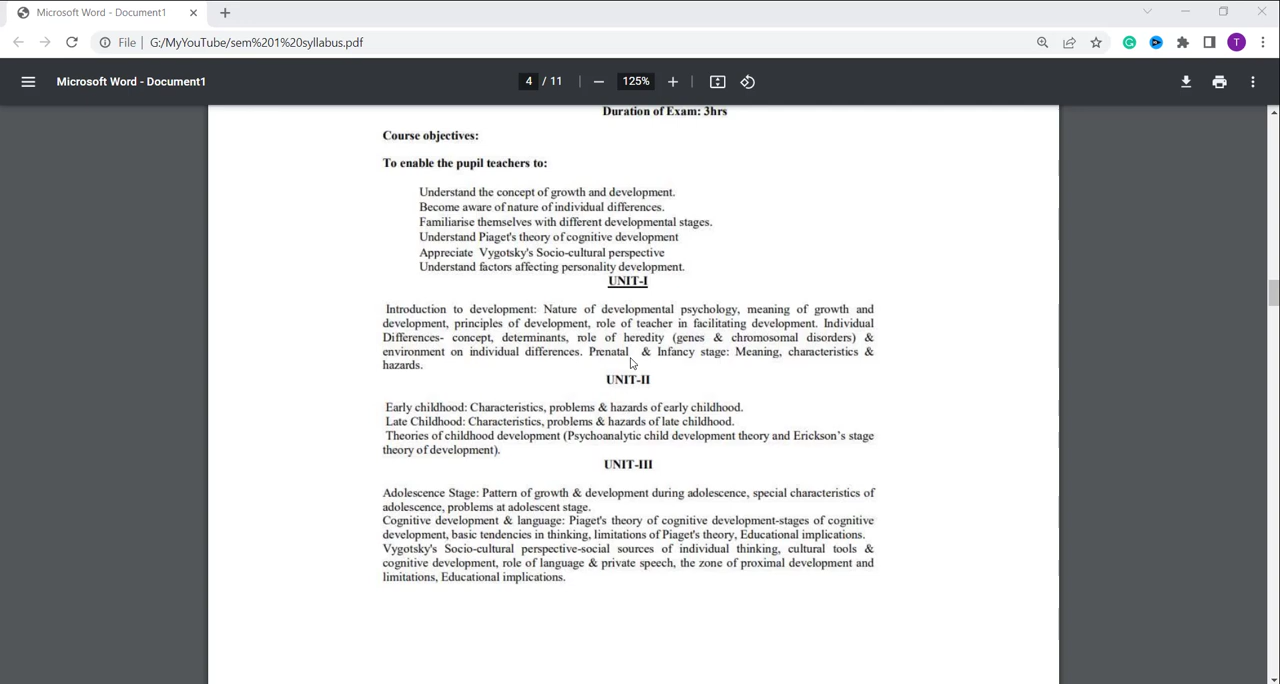 Microsoft Word - Document1
File
G:/MyYouTube/sem%201%20syllabus.pdf
T
Microsoft Word - Document1
4 / 11
125%
Duration of Exam: 3hrs
Course objectives:
To enable the pupil teachers to:
Understand the concept of growth and development.
Become aware of nature of individual differences.
Familiarise themselves with different developmental stages.
Understand Piaget's theory of cognitive development
Appreciate Vygotsky's Socio-cultural perspective
Understand factors affecting personality development.
UNIT-I
Introduction to development: Nature of developmental psychology, meaning of growth and
development, principles of development, role of teacher in facilitating development. Individual
Differences- concept, determinants, role of heredity (genes & chromosomal disorders) &
environment on individual differences. Prenatal & Infancy stage: Meaning, characteristics &
hazards.
UNIT-II
Early childhood: Characteristics, problems & hazards of early childhood.
Late Childhood: Characteristics, problems & hazards of late childhood.
Theories of childhood development (Psychoanalytic child development theory and Erickson's stage
theory of development).
UNIT-III
Adolescence Stage: Pattern of growth & development during adolescence, special characteristics of
adolescence, problems at adolescent stage.
Cognitive development & language: Piaget's theory of cognitive development-stages of cognitive
development, basic tendencies in thinking, limitations of Piaget's theory, Educational implications.
Vygotsky's Socio-cultural perspective-social sources of individual thinking, cultural tools &
cognitive development, role of language & private speech, the zone of proximal development and
limitations, Educational implications.